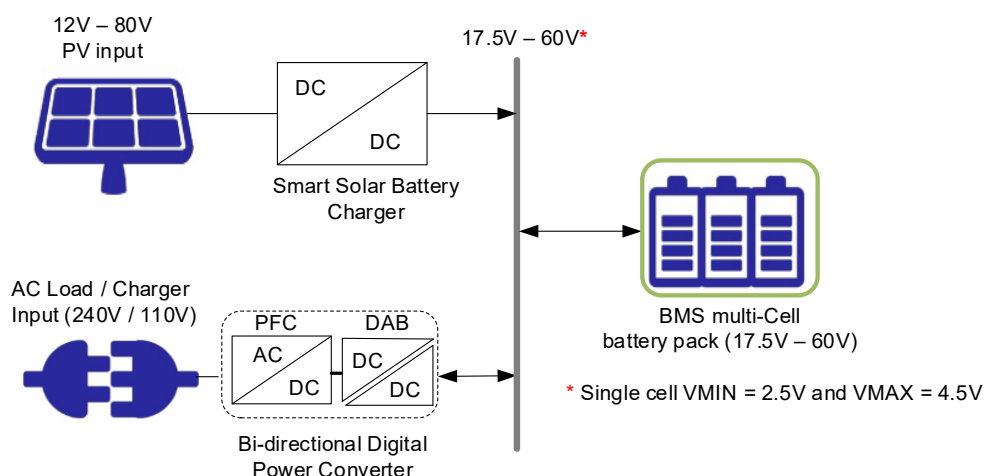 12V – 80V
PV input
17.5V – 60V*
DC
DC
Smart Solar Battery
Charger
AC Load / Charger
Input (240V / 110V)
PFC
DAB
AC
DC
DC
DC
Bi-directional Digital
Power Converter
BMS multi-Cell
battery pack (17.5V – 60V)
* Single cell VMIN = 2.5V and VMAX = 4.5V